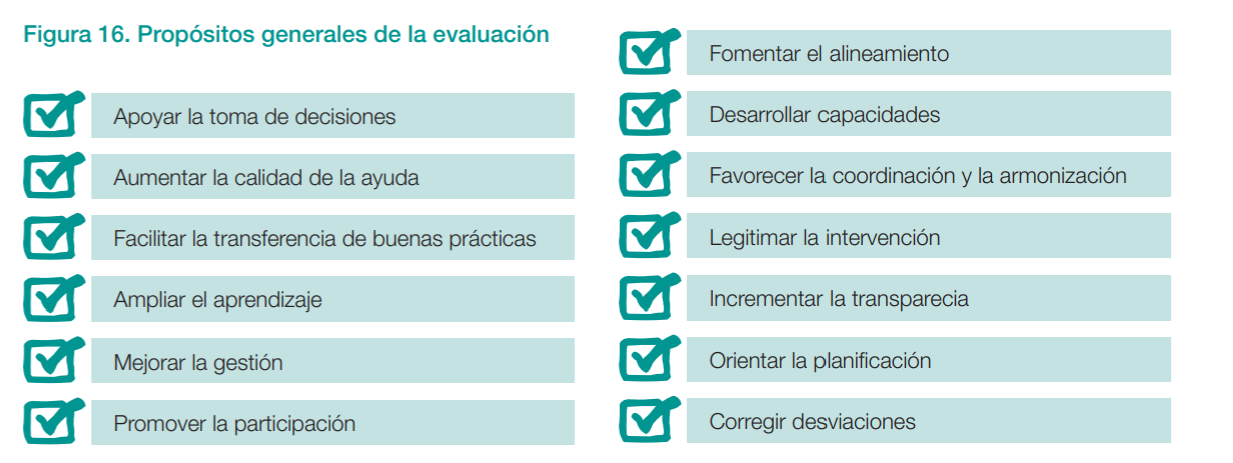 Figura 16. Propósitos generales de la evaluación
Apoyar la toma de decisiones
Aumentar la calidad de la ayuda
Facilitar la transferencia de buenas prácticas
Ampliar el aprendizaje
Mejorar la gestión
Promover la participación
Fomentar el alineamiento
Desarrollar capacidades
Favorecer la coordinación y la armonización
Legitimar la intervención
Incrementar la transparecia
Orientar la planificación
Corregir desviaciones